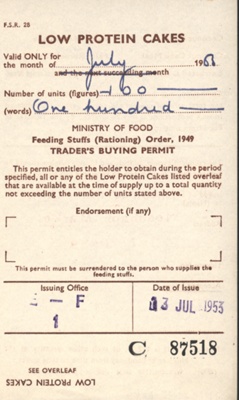 F.S.R. 28
LOW PROTEIN CAKES
Valid ONLY for
the month of July 195
and the next succeeding month
Number of units (figures) 100
(words) One hundred
MINISTRY OF FOOD
Feeding Stuffs (Rationing) Order, 1949
TRADER'S BUYING PERMIT
This permit entitles the holder to obtain during the period
specified, all or any of the Low Protein Cakes listed overleaf
that are available at the time of supply up to a total quantity
not exceeding the number of units stated above.
Endorsement (if any)
This permit must be surrendered to the person who supplies the
feeding stuffs.
Issuing Office Date of Issue
F 13 JUL 1953
1
C 87518
SEE OVERLEAF
LOW PROTEIN CAKES